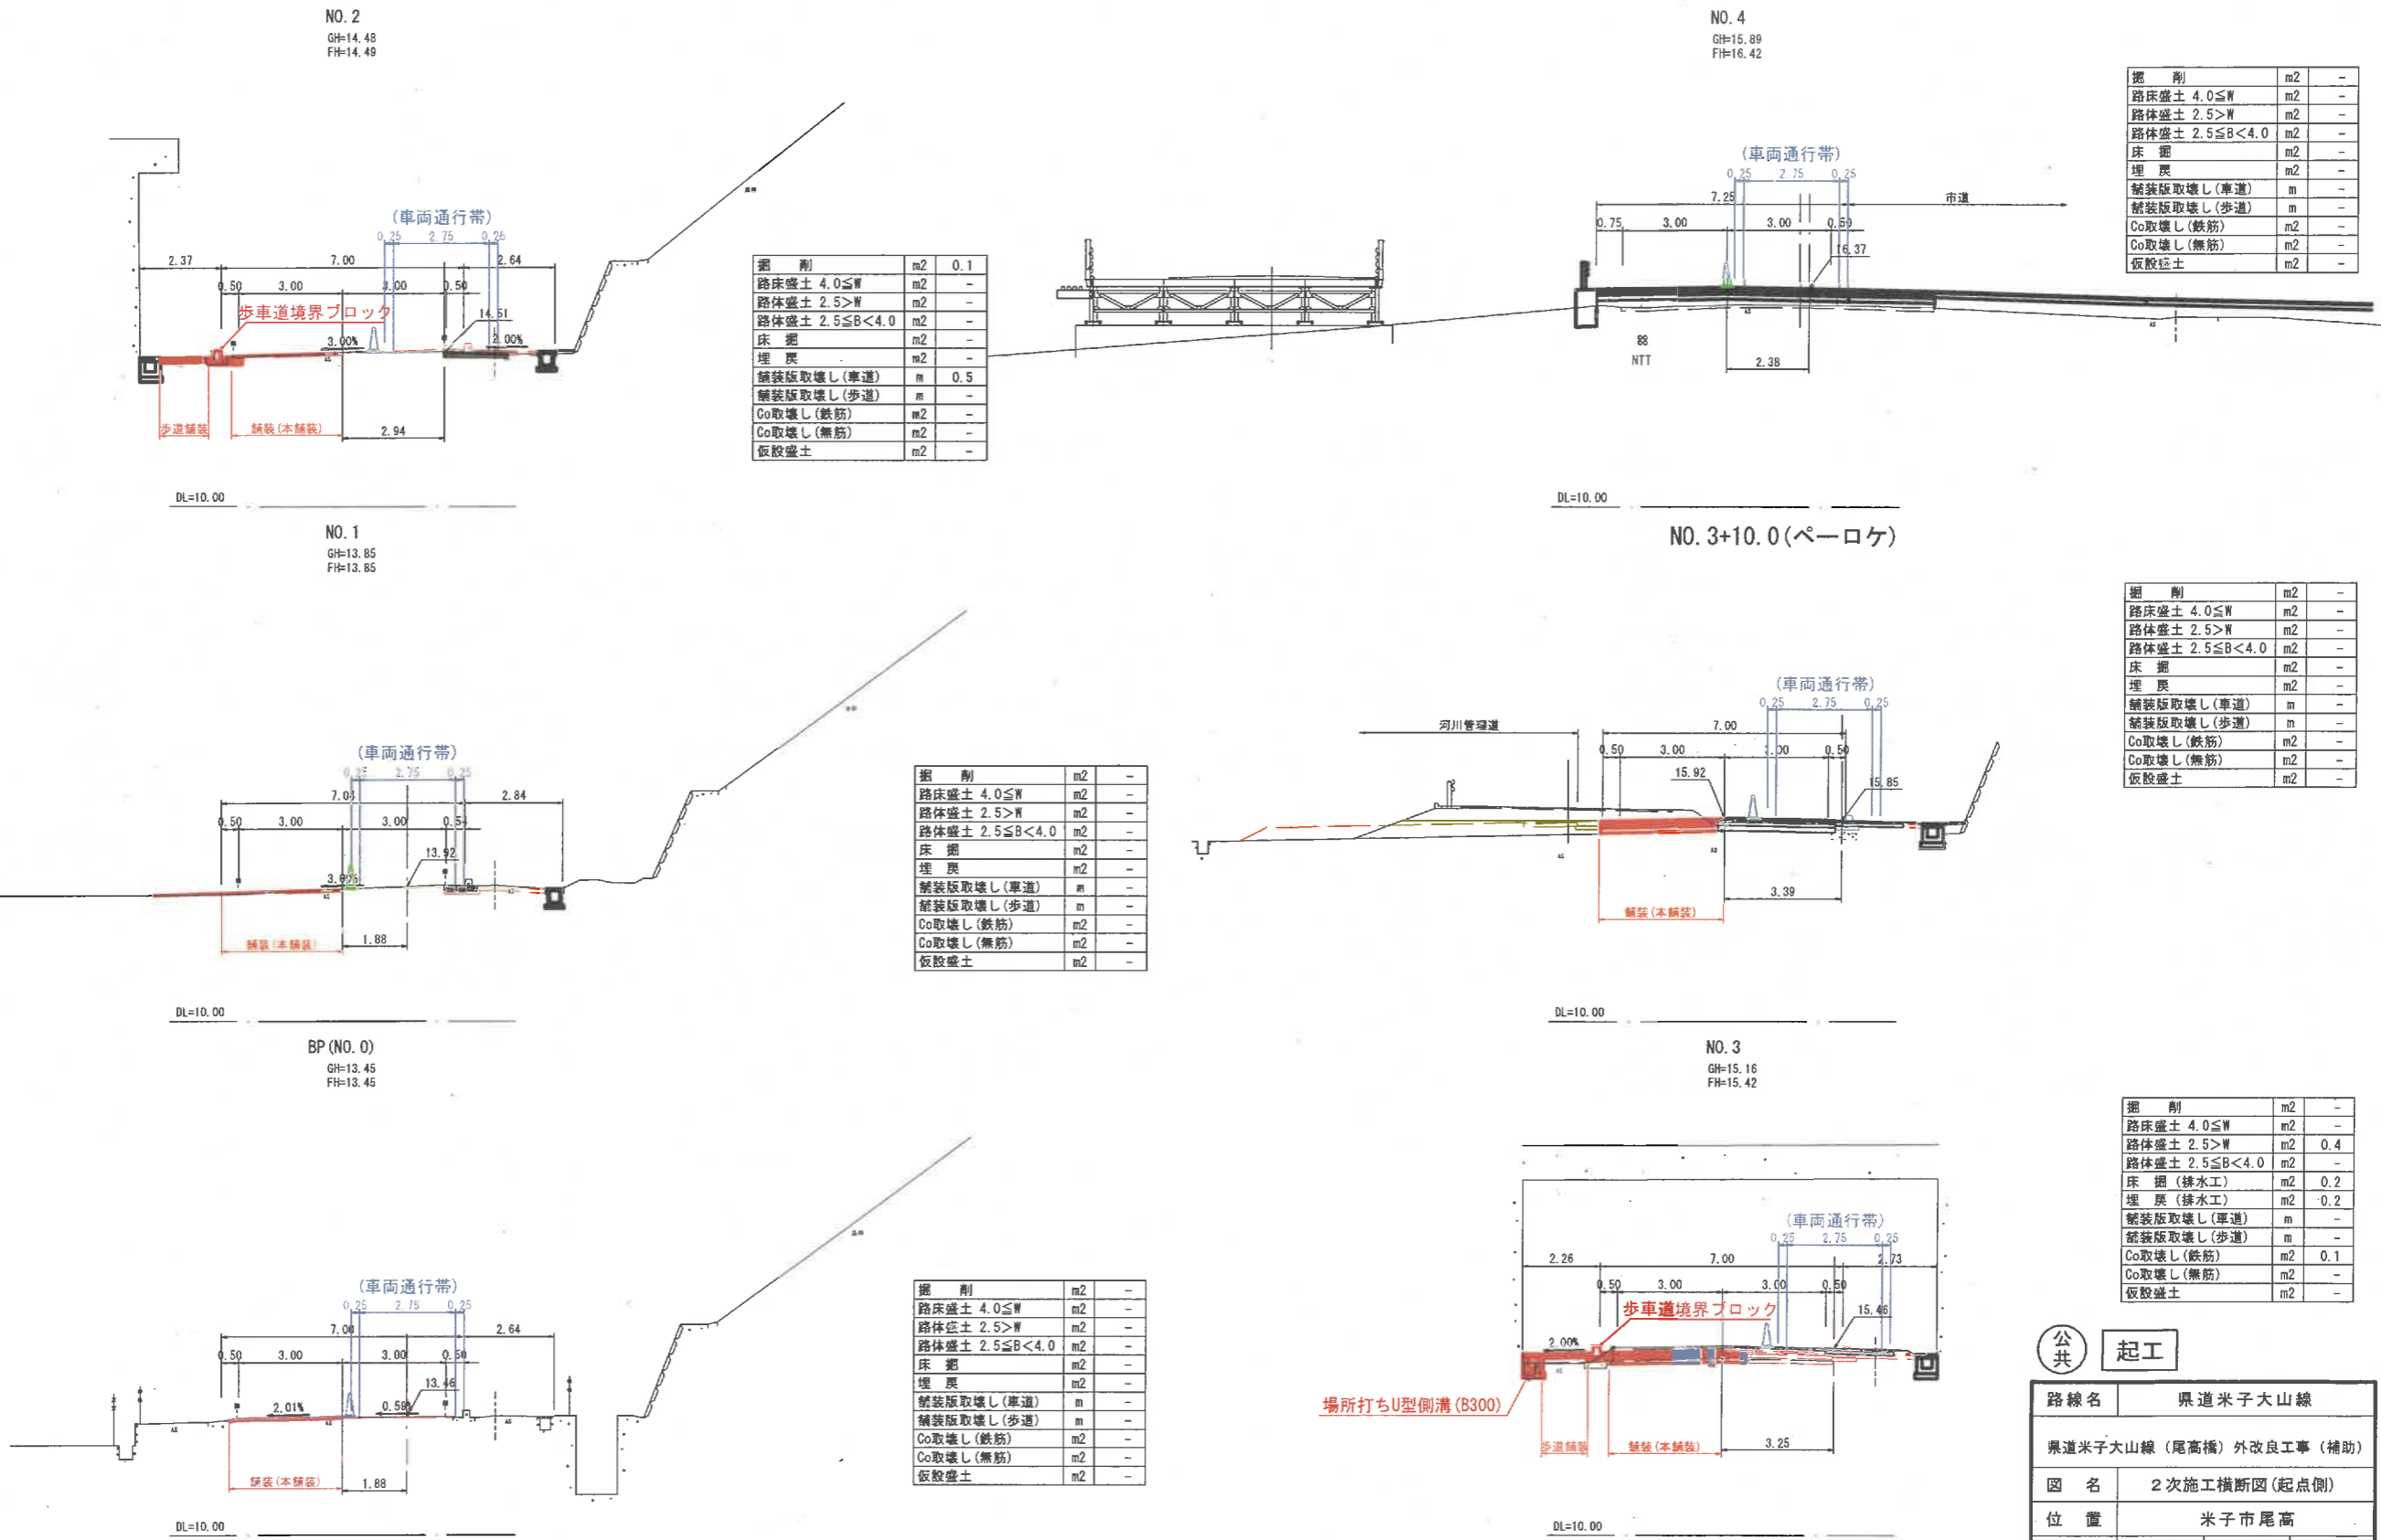 NO. 2
GH=14.48
FH=14.49
(車両通行帯)
0.25 2.75 0.25
2.37 7.00 2.64
0.50 3.00 3.00 0.50
歩車道境界ブロック
14.51
3.00% 2.00%
歩道舗装 舗装(本舗装) 2.94
DL=10.00
掘 削 m2 0.1
路床盛土 4.0≦W m2 -
路体盛土 2.5>W m2 -
路体盛土 2.5≦B<4.0 m2 -
床 掘 m2 -
埋 戻 m2 -
舗装版取壊し(車道) m 0.5
舗装版取壊し(歩道) m -
Co取壊し(鉄筋) m2 -
Co取壊し(無筋) m2 -
仮設盛土 m2 -
NO. 4
GH=15.89
FH=16.42
(車両通行帯)
0.25 2.75 0.25
7.25 市道
0.75 3.00 3.00 0.50
16.37
NTT
2.38
DL=10.00
掘 削 m2 -
路床盛土 4.0≦W m2 -
路体盛土 2.5>W m2 -
路体盛土 2.5≦B<4.0 m2 -
床 掘 m2 -
埋 戻 m2 -
舗装版取壊し(車道) m -
舗装版取壊し(歩道) m -
Co取壊し(鉄筋) m2 -
Co取壊し(無筋) m2 -
仮設盛土 m2 -
NO. 1
GH=13.85
FH=13.85
(車両通行帯)
0.25 2.75 0.25
2.84
0.50 3.00 3.00
13.92
舗装(本舗装) 1.88
DL=10.00
掘 削 m2 -
路床盛土 4.0≦W m2 -
路体盛土 2.5>W m2 -
路体盛土 2.5≦B<4.0 m2 -
床 掘 m2 -
埋 戻 m2 -
舗装版取壊し(車道) m -
舗装版取壊し(歩道) m -
Co取壊し(鉄筋) m2 -
Co取壊し(無筋) m2 -
仮設盛土 m2 -
NO. 3+10.0(ペーロケ)
(車両通行帯)
0.25 2.75 0.25
河川管理道 7.00
0.50 3.00 3.00 0.50
15.92 15.85
3.39
舗装(本舗装)
DL=10.00
掘 削 m2 -
路床盛土 4.0≦W m2 -
路体盛土 2.5>W m2 -
路体盛土 2.5≦B<4.0 m2 -
床 掘 m2 -
埋 戻 m2 -
舗装版取壊し(車道) m -
舗装版取壊し(歩道) m -
Co取壊し(鉄筋) m2 -
Co取壊し(無筋) m2 -
仮設盛土 m2 -
BP(NO. 0)
GH=13.45
FH=13.45
(車両通行帯)
0.25 2.75 0.25
7.00 2.64
0.50 3.00 3.00 0.50
13.46
2.01%
舗装(本舗装) 1.88
DL=10.00
掘 削 m2 -
路床盛土 4.0≦W m2 -
路体盛土 2.5>W m2 -
路体盛土 2.5≦B<4.0 m2 -
床 掘 m2 -
埋 戻 m2 -
舗装版取壊し(車道) m -
舗装版取壊し(歩道) m -
Co取壊し(鉄筋) m2 -
Co取壊し(無筋) m2 -
仮設盛土 m2 -
NO. 3
GH=15.16
FH=15.42
(車両通行帯)
0.25 2.75 0.25
2.26 7.00 2.73
0.50 3.00 3.00 0.50
歩車道境界ブロック
15.46
2.00%
場所打ちU型側溝(B300)
歩道舗装 舗装(本舗装) 3.25
DL=10.00
掘 削 m2 -
路床盛土 4.0≦W m2 -
路体盛土 2.5>W m2 0.4
路体盛土 2.5≦B<4.0 m2 -
床 掘 (排水工) m2 0.2
埋 戻 (排水工) m2 0.2
舗装版取壊し(車道) m -
舗装版取壊し(歩道) m -
Co取壊し(鉄筋) m2 0.1
Co取壊し(無筋) m2 -
仮設盛土 m2 -
公共 起工
路線名 県道米子大山線
県道米子大山線（尾高橋）外改良工事（補助）
図 名 2次施工横断図(起点側)
位 置 米子市尾高